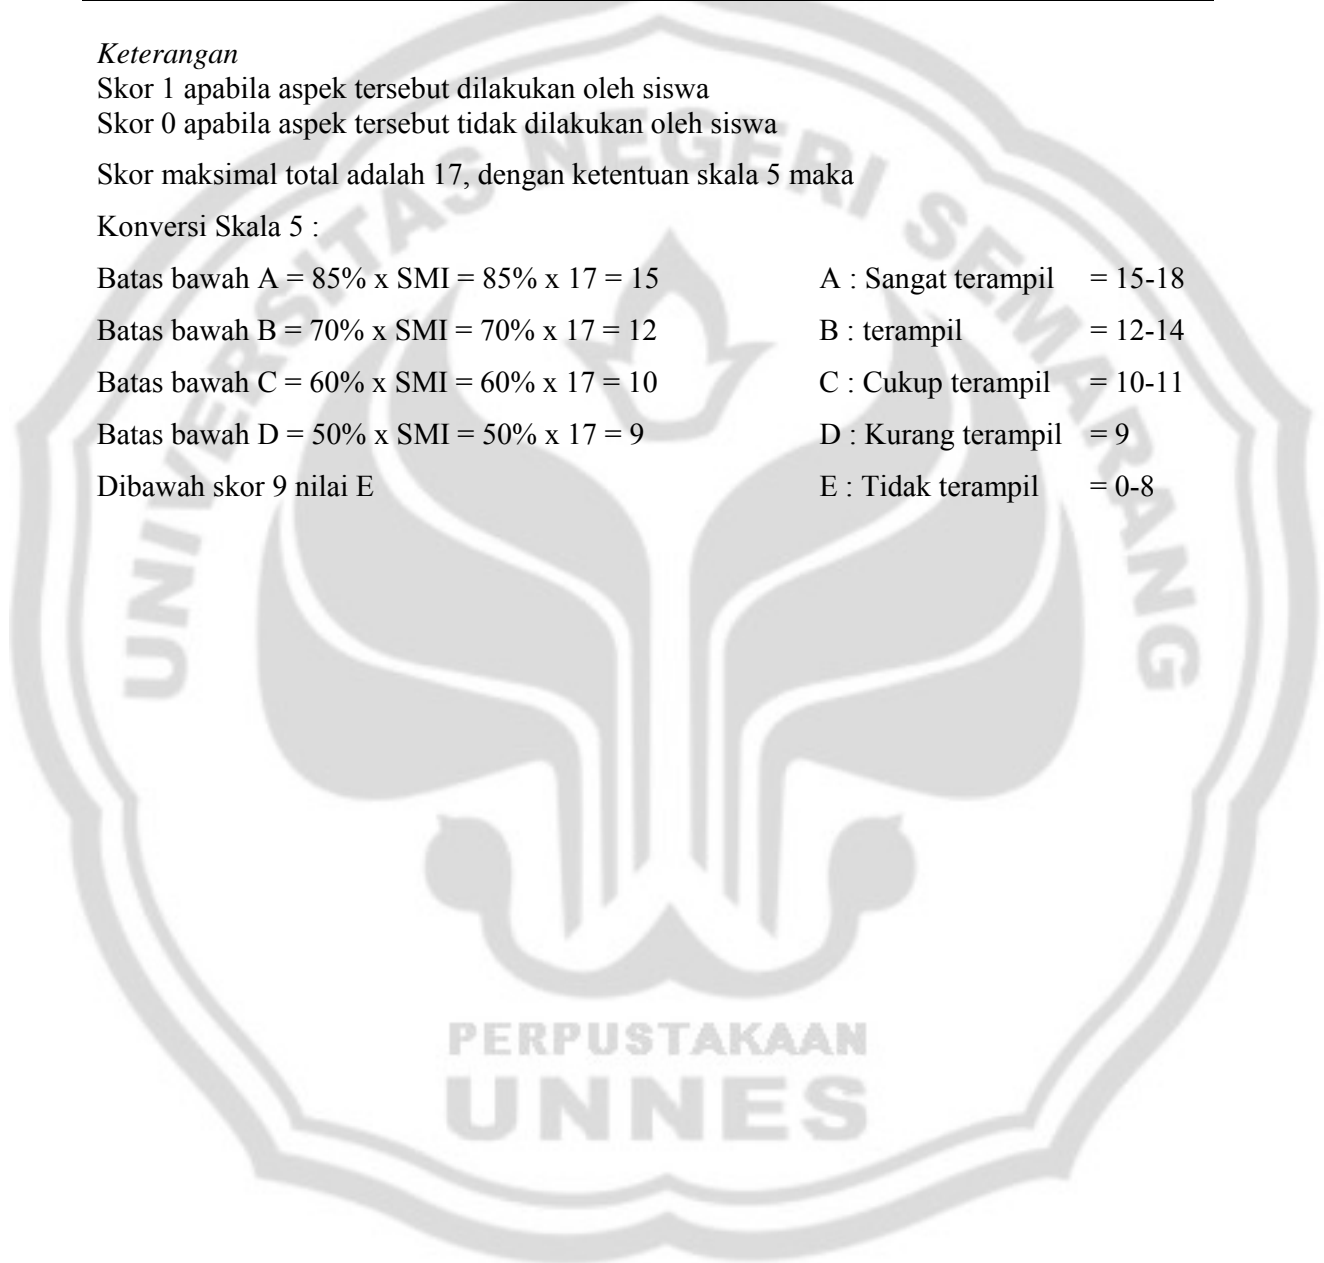 Keterangan
Skor 1 apabila aspek tersebut dilakukan oleh siswa
Skor 0 apabila aspek tersebut tidak dilakukan oleh siswa
Skor maksimal total adalah 17, dengan ketentuan skala 5 maka
Konversi Skala 5 :
Batas bawah A = 85% x SMI = 85% x 17 = 15 A : Sangat terampil = 15-18
Batas bawah B = 70% x SMI = 70% x 17 = 12 B : terampil = 12-14
Batas bawah C = 60% x SMI = 60% x 17 = 10 C : Cukup terampil = 10-11
Batas bawah D = 50% x SMI = 50% x 17 = 9 D : Kurang terampil = 9
Dibawah skor 9 nilai E E : Tidak terampil = 0-8
UNIVERSITAS NEGERI SEMARANG
PERPUSTAKAAN
UNNES